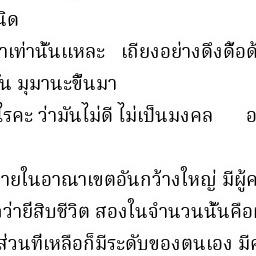 นิด
าเท่านั้นแหละ เถียงอย่างดึงดื้อด้
น มุมานะขึ้นมา
ไรคะ ว่ามันไม่ดี ไม่เป็นมงคล อ
ายในอาณาเขตอันกว้างใหญ่ มีผู้ค
ว่ายี่สิบชีวิต สองในจำนวนนั้นคือ
ส่วนที่เหลือก็มีระดับของตนเอง มี